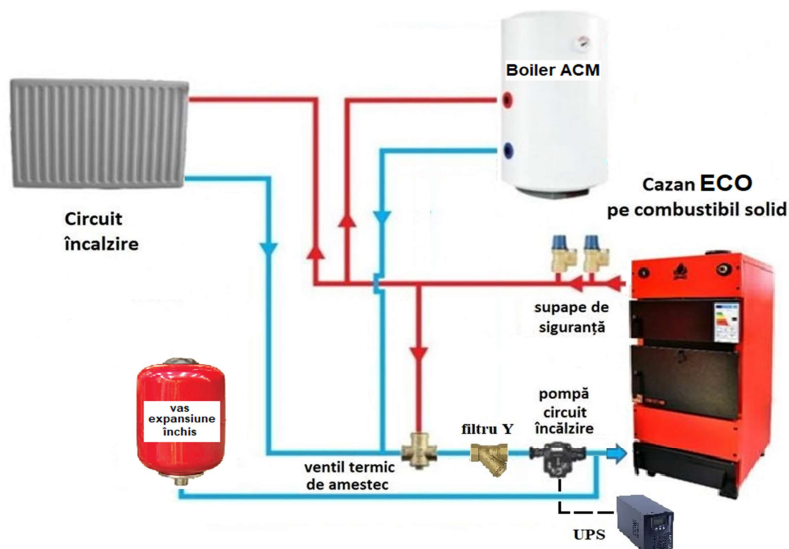 Boiler ACM
Cazan ECO
pe combustibil solid
Circuit
încalzire
supape de
siguranță
vas
expansiune
închis
pompă
circuit
încălzire
filtru Y
ventil termic
de amestec
UPS